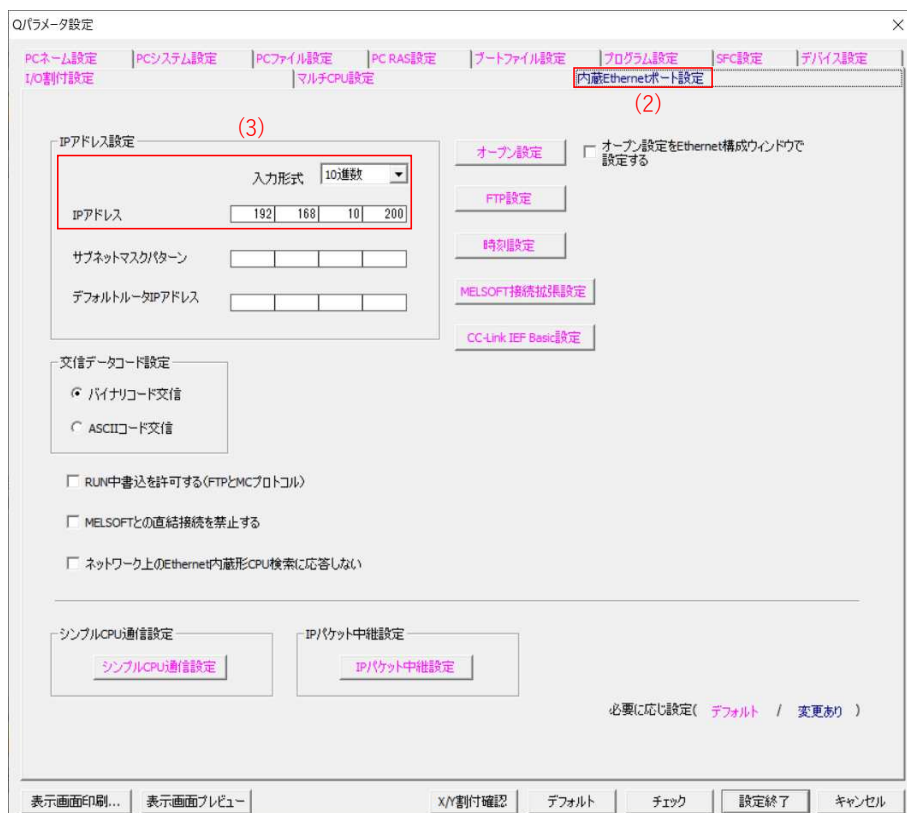 Qパラメータ設定
PCネーム設定 PCシステム設定 PCファイル設定 PC RAS設定 ブートファイル設定 プログラム設定 SFC設定 デバイス設定
I/O割付設定 マルチCPU設定 内蔵Ethernetポート設定
(2)
(3)
IPアドレス設定
入力形式 10進数
IPアドレス 192 168 10 200
サブネットマスクパターン
デフォルトルータIPアドレス
オープン設定
オープン設定をEthernet構成ウィンドウで
設定する
FTP設定
時刻設定
MELSOFT接続拡張設定
CC-Link IEF Basic設定
交信データコード設定
バイナリコード交信
ASCIIコード交信
RUN中書込を許可する(FTPとMCプロトコル)
MELSOFTとの直結接続を禁止する
ネットワーク上のEthernet内蔵形CPU検索に応答しない
シンプルCPU通信設定
シンプルCPU通信設定
IPパケット中継設定
IPパケット中継設定
必要に応じ設定( デフォルト / 変更あり )
表示画面印刷... 表示画面プレビュー X/Y割付確認 デフォルト チェック 設定終了 キャンセル